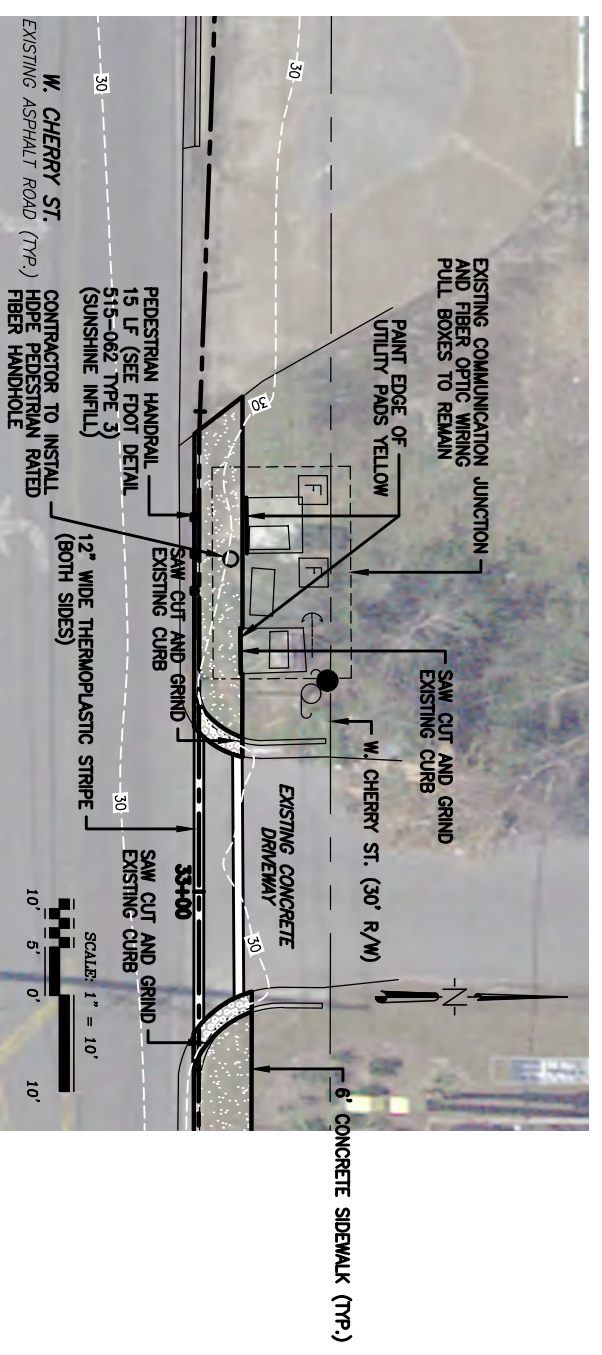 EXISTING COMMUNICATION JUNCTION
AND FIBER OPTIC WIRING
PULL BOXES TO REMAIN
PAINT EDGE OF
UTILITY PADS YELLOW
SAW CUT AND GRIND
EXISTING CURB
W. CHERRY ST. (30' R/W)
6' CONCRETE SIDEWALK (TYP.)
EXISTING CONCRETE
DRIVEWAY
N
F
F
30
30
30
30
30
33+00
SAW CUT AND GRIND
EXISTING CURB
SAW CUT AND GRIND
EXISTING CURB
12" WIDE THERMOPLASTIC STRIPE
(BOTH SIDES)
PEDESTRIAN HANDRAIL
15 LF (SEE FDOT DETAIL
515-062 TYPE 3)
(SUNSHINE INFILL)
CONTRACTOR TO INSTALL
HDPE PEDESTRIAN RATED
FIBER HANDHOLE
W. CHERRY ST.
EXISTING ASPHALT ROAD (TYP.)
30
SCALE: 1" = 10'
10' 5' 0' 10'